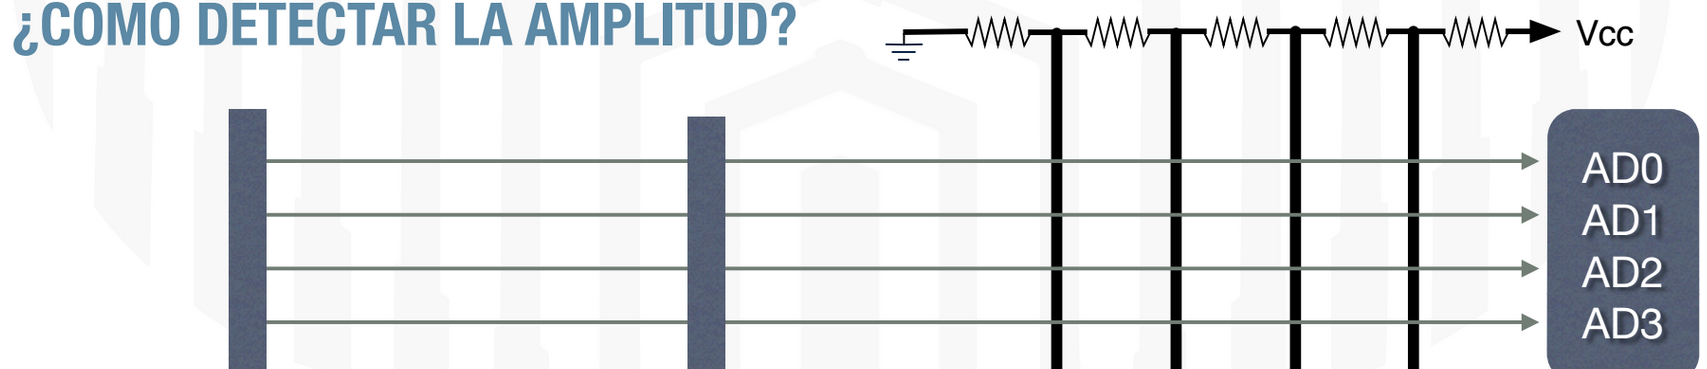 ¿COMO DETECTAR LA AMPLITUD?
Vcc
AD0
AD1
AD2
AD3